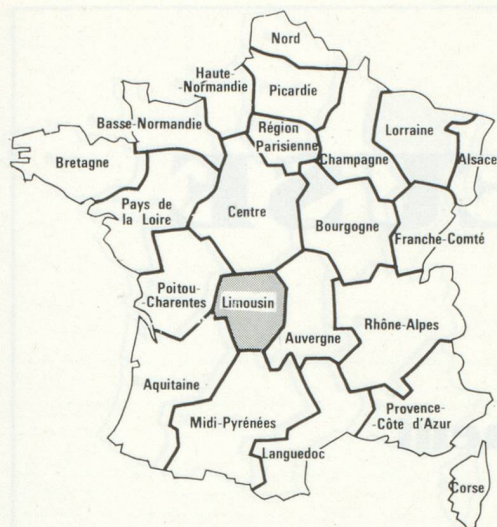 Nord
Haute-
Normandie
Picardie
Basse-Normandie
Région
Parisienne
Lorraine
Champagne
Alsace
Bretagne
Pays de
la Loire
Centre
Bourgogne
Franche-Comté
Poitou-
Charentes
Limousin
Auvergne
Rhône-Alpes
Aquitaine
Midi-Pyrénées
Provence-
Côte d'Azur
Languedoc
Corse